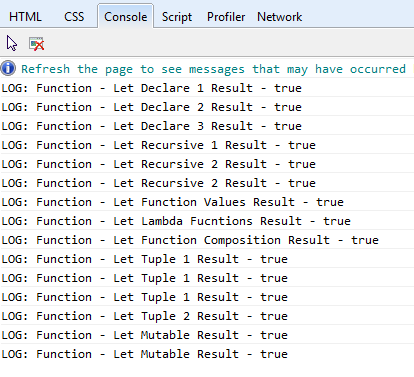 HTML CSS Console Script Profiler Network
Refresh the page to see messages that may have occurred
LOG: Function - Let Declare 1 Result - true
LOG: Function - Let Declare 2 Result - true
LOG: Function - Let Declare 3 Result - true
LOG: Function - Let Recursive 1 Result - true
LOG: Function - Let Recursive 2 Result - true
LOG: Function - Let Recursive 2 Result - true
LOG: Function - Let Function Values Result - true
LOG: Function - Let Lambda Fucntions Result - true
LOG: Function - Let Function Composition Result - true
LOG: Function - Let Tuple 1 Result - true
LOG: Function - Let Tuple 1 Result - true
LOG: Function - Let Tuple 1 Result - true
LOG: Function - Let Tuple 2 Result - true
LOG: Function - Let Mutable Result - true
LOG: Function - Let Mutable Result - true